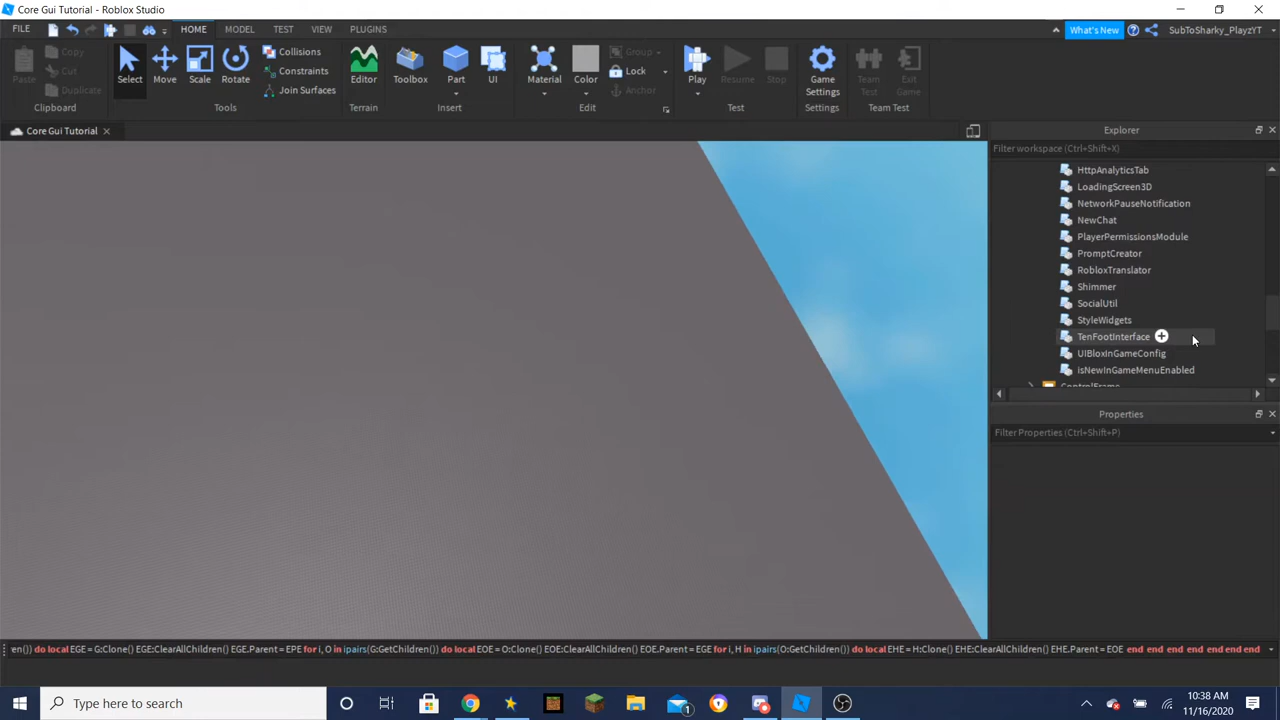 Core Gui Tutorial - Roblox Studio
FILE
HOME MODEL TEST VIEW PLUGINS
What's New
SubToSharky_PlayzYT
Paste
Copy
Cut
Duplicate
Clipboard
Select Move Scale Rotate
Collisions
Constraints
Join Surfaces
Tools
Editor
Terrain
Toolbox Part UI
Insert
Material Color
Group
Lock
Anchor
Edit
Play Resume Stop
Test
Game Settings
Settings
Team Test
Exit Game
Team Test
Core Gui Tutorial
Explorer
Filter workspace (Ctrl+Shift+X)
HttpAnalyticsTab
LoadingScreen3D
NetworkPauseNotification
NewChat
PlayerPermissionsModule
PromptCreator
RobloxTranslator
Shimmer
SocialUtil
StyleWidgets
TenFootInterface
UIBloxInGameConfig
isNewInGameMenuEnabled
ControlFrame
Properties
Filter Properties (Ctrl+Shift+P)
ren()) do local EGE = G:Clone() EGE:ClearAllChildren() EGE.Parent = EPE for i, O in ipairs(G:GetChildren()) do local EOE = O:Clone() EOE:ClearAllChildren() EOE.Parent = EGE for i, H in ipairs(O:GetChildren()) do local EHE = H:Clone() EHE:ClearAllChildren() EHE.Parent = EOE end end end end end end
Type here to search
1
10:38 AM
11/16/2020